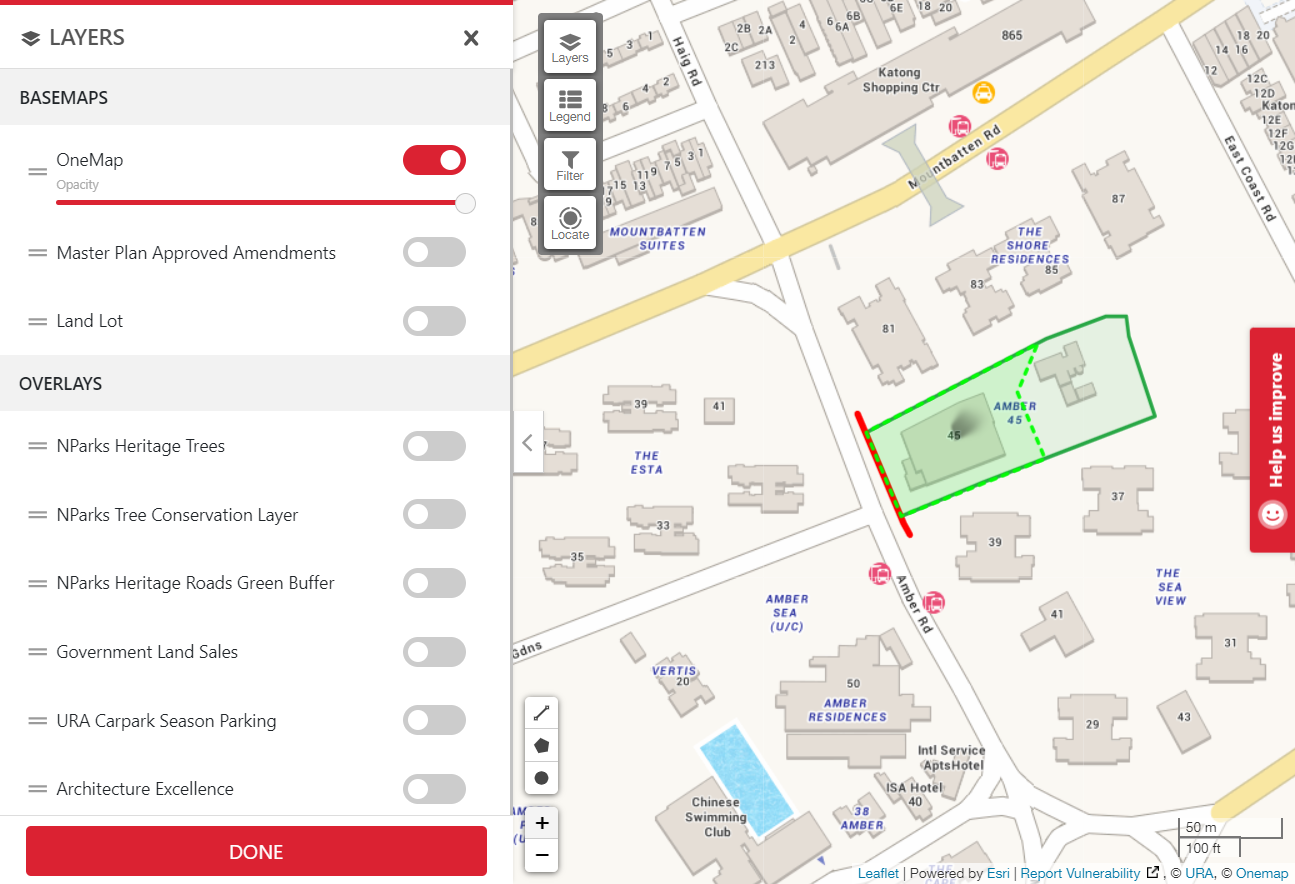 LAYERS
BASEMAPS
OneMap
Opacity
Master Plan Approved Amendments
Land Lot
OVERLAYS
NParks Heritage Trees
NParks Tree Conservation Layer
NParks Heritage Roads Green Buffer
Government Land Sales
URA Carpark Season Parking
Architecture Excellence
DONE
Layers
Legend
Filter
Locate
Haig Rd
2B
2A
2C
2
4
213
6
6A
6B
6E
18
20
865
Katong
Shopping Ctr
Mountbatten Rd
East Coast Rd
18 20
14 16
12
12C
12D
Katon
12E
12F
12G
5
3
1
8
6
4
2
11 9 7 5 3 1
17 15 13
MOUNTBATTEN
SUITES
THE
SHORE
RESIDENCES
87
85
83
81
AMBER
45
45
39
41
THE
ESTA
33
35
37
39
THE
SEA
VIEW
41
31
29
43
Amber Rd
AMBER
SEA
(U/C)
Gdns
VERTIS
20
50
AMBER
RESIDENCES
Intl Service
AptsHotel
ISA Hotel
40
38
AMBER
Chinese
Swimming
Club
THE
+
−
50 m
100 ft
Help us improve
Leaflet | Powered by Esri | Report Vulnerability , © URA, © Onemap